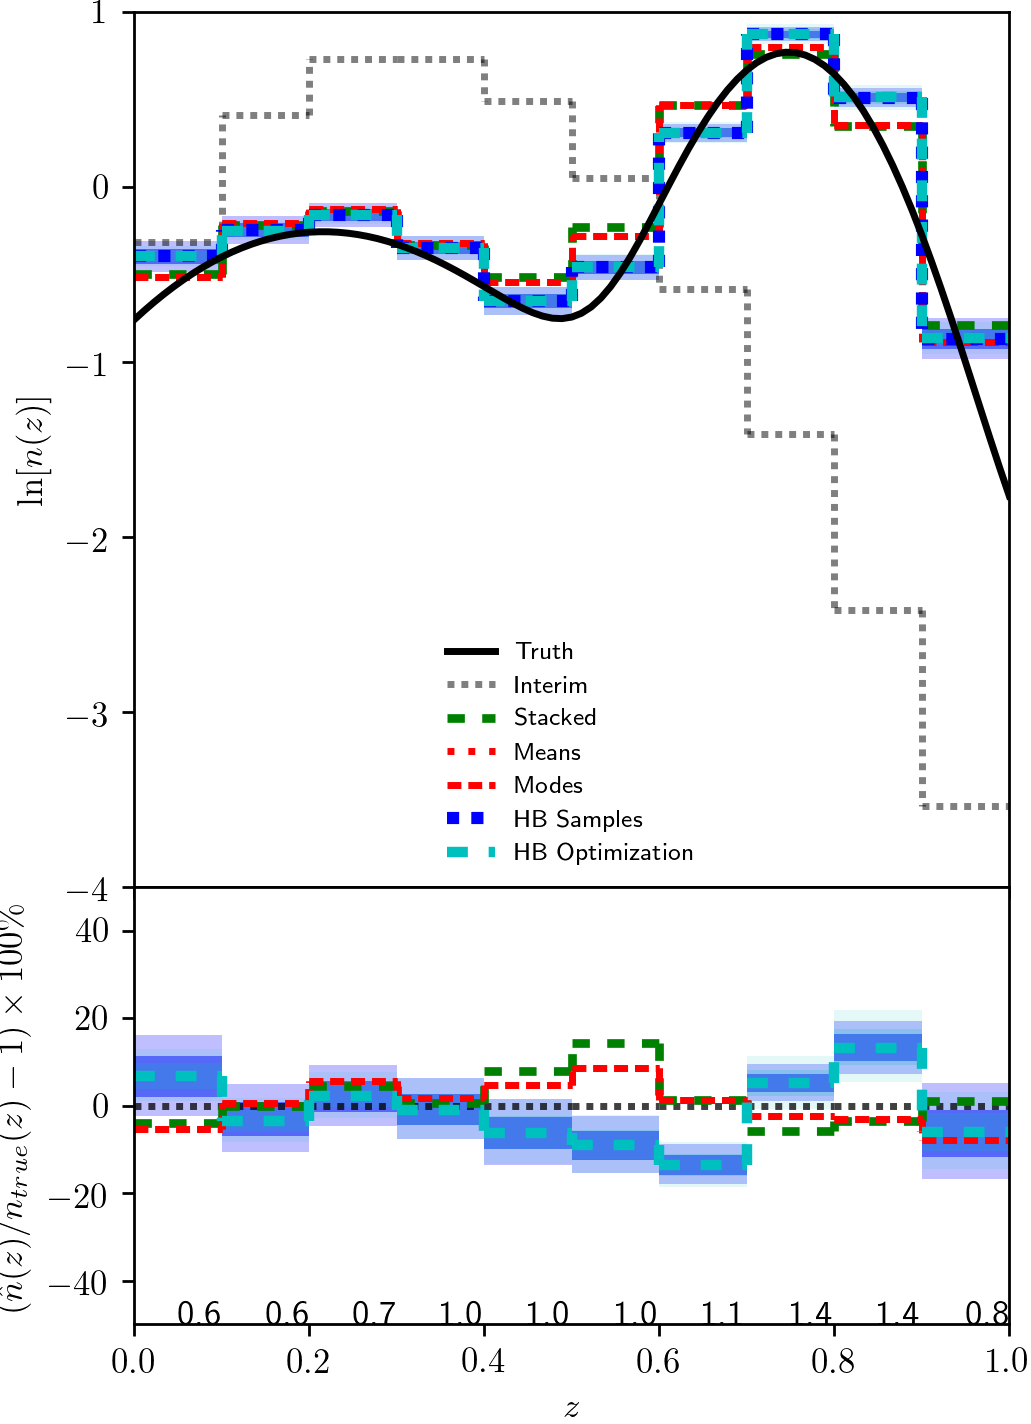 1
0
−1
−2
−3
−4
ln[n(z)]
Truth
Interim
Stacked
Means
Modes
HB Samples
HB Optimization
40
20
0
−20
−40
(n̂(z)/n_{true}(z) − 1) × 100%
0.6 0.6 0.7 1.0 1.0 1.0 1.1 1.4 1.4 0.8
0.0 0.2 0.4 0.6 0.8 1.0
z